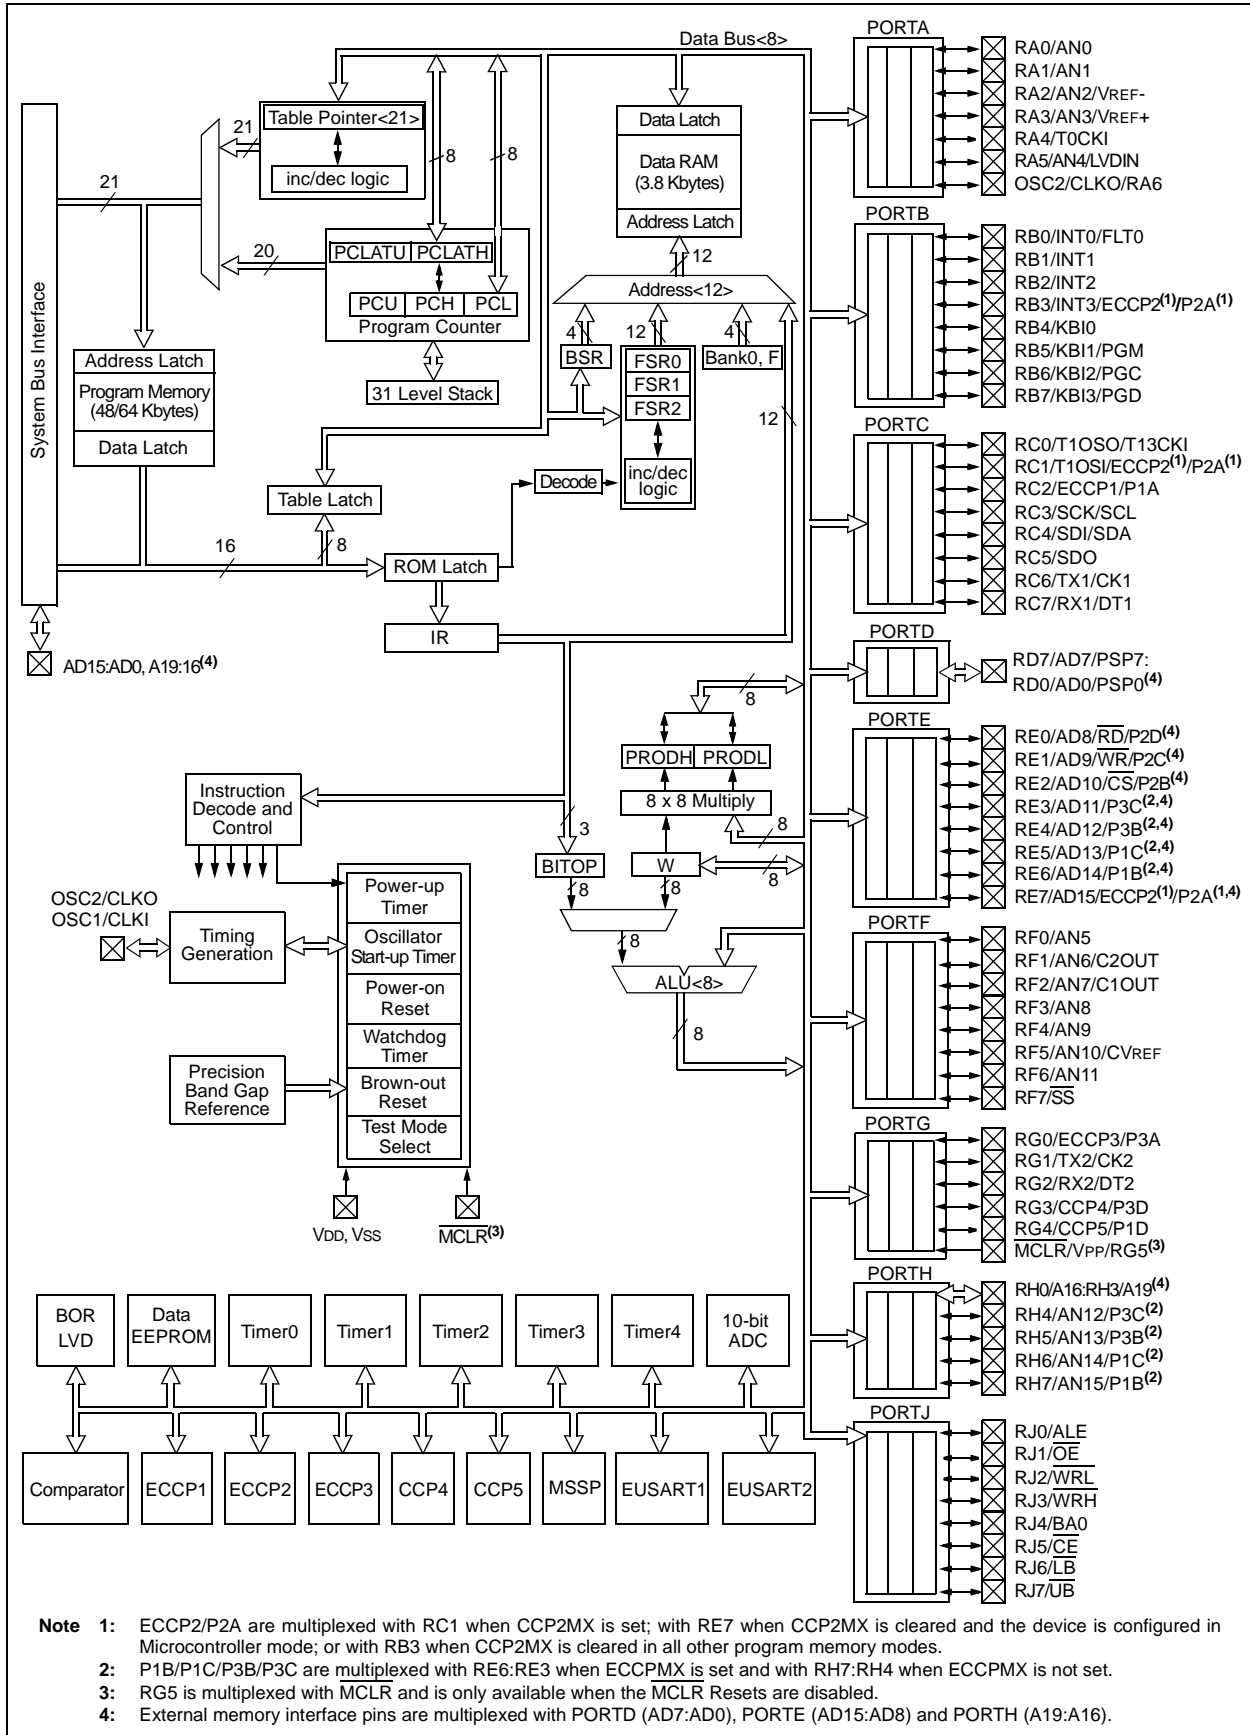 Data Bus<8>
System Bus Interface
21
21
Table Pointer<21>
inc/dec logic
8
8
20
PCLATU PCLATH
PCU PCH PCL
Program Counter
31 Level Stack
Address Latch
Program Memory
(48/64 Kbytes)
Data Latch
Table Latch
16
8
ROM Latch
IR
AD15:AD0, A19:16(4)
Data Latch
Data RAM
(3.8 Kbytes)
Address Latch
12
Address<12>
4
12
4
BSR
FSR0
FSR1
FSR2
inc/dec
logic
Bank0, F
12
Decode
8
PRODH PRODL
8 x 8 Multiply
8
3
BITOP
W
8
8
8
8
ALU<8>
8
Instruction
Decode and
Control
OSC2/CLKO
OSC1/CLKI
Timing
Generation
Power-up
Timer
Oscillator
Start-up Timer
Power-on
Reset
Watchdog
Timer
Brown-out
Reset
Test Mode
Select
Precision
Band Gap
Reference
VDD, VSS
MCLR(3)
BOR
LVD
Data
EEPROM
Timer0
Timer1
Timer2
Timer3
Timer4
10-bit
ADC
Comparator
ECCP1
ECCP2
ECCP3
CCP4
CCP5
MSSP
EUSART1
EUSART2
PORTA
RA0/AN0
RA1/AN1
RA2/AN2/VREF-
RA3/AN3/VREF+
RA4/T0CKI
RA5/AN4/LVDIN
OSC2/CLKO/RA6
PORTB
RB0/INT0/FLT0
RB1/INT1
RB2/INT2
RB3/INT3/ECCP2(1)/P2A(1)
RB4/KBI0
RB5/KBI1/PGM
RB6/KBI2/PGC
RB7/KBI3/PGD
PORTC
RC0/T1OSO/T13CKI
RC1/T1OSI/ECCP2(1)/P2A(1)
RC2/ECCP1/P1A
RC3/SCK/SCL
RC4/SDI/SDA
RC5/SDO
RC6/TX1/CK1
RC7/RX1/DT1
PORTD
RD7/AD7/PSP7:
RD0/AD0/PSP0(4)
PORTE
RE0/AD8/RD/P2D(4)
RE1/AD9/WR/P2C(4)
RE2/AD10/CS/P2B(4)
RE3/AD11/P3C(2,4)
RE4/AD12/P3B(2,4)
RE5/AD13/P1C(2,4)
RE6/AD14/P1B(2,4)
RE7/AD15/ECCP2(1)/P2A(1,4)
PORTF
RF0/AN5
RF1/AN6/C2OUT
RF2/AN7/C1OUT
RF3/AN8
RF4/AN9
RF5/AN10/CVREF
RF6/AN11
RF7/SS
PORTG
RG0/ECCP3/P3A
RG1/TX2/CK2
RG2/RX2/DT2
RG3/CCP4/P3D
RG4/CCP5/P1D
MCLR/VPP/RG5(3)
PORTH
RH0/A16:RH3/A19(4)
RH4/AN12/P3C(2)
RH5/AN13/P3B(2)
RH6/AN14/P1C(2)
RH7/AN15/P1B(2)
PORTJ
RJ0/ALE
RJ1/OE
RJ2/WRL
RJ3/WRH
RJ4/BA0
RJ5/CE
RJ6/LB
RJ7/UB
Note 1: ECCP2/P2A are multiplexed with RC1 when CCP2MX is set; with RE7 when CCP2MX is cleared and the device is configured in
Microcontroller mode; or with RB3 when CCP2MX is cleared in all other program memory modes.
2: P1B/P1C/P3B/P3C are multiplexed with RE6:RE3 when ECCPMX is set and with RH7:RH4 when ECCPMX is not set.
3: RG5 is multiplexed with MCLR and is only available when the MCLR Resets are disabled.
4: External memory interface pins are multiplexed with PORTD (AD7:AD0), PORTE (AD15:AD8) and PORTH (A19:A16).